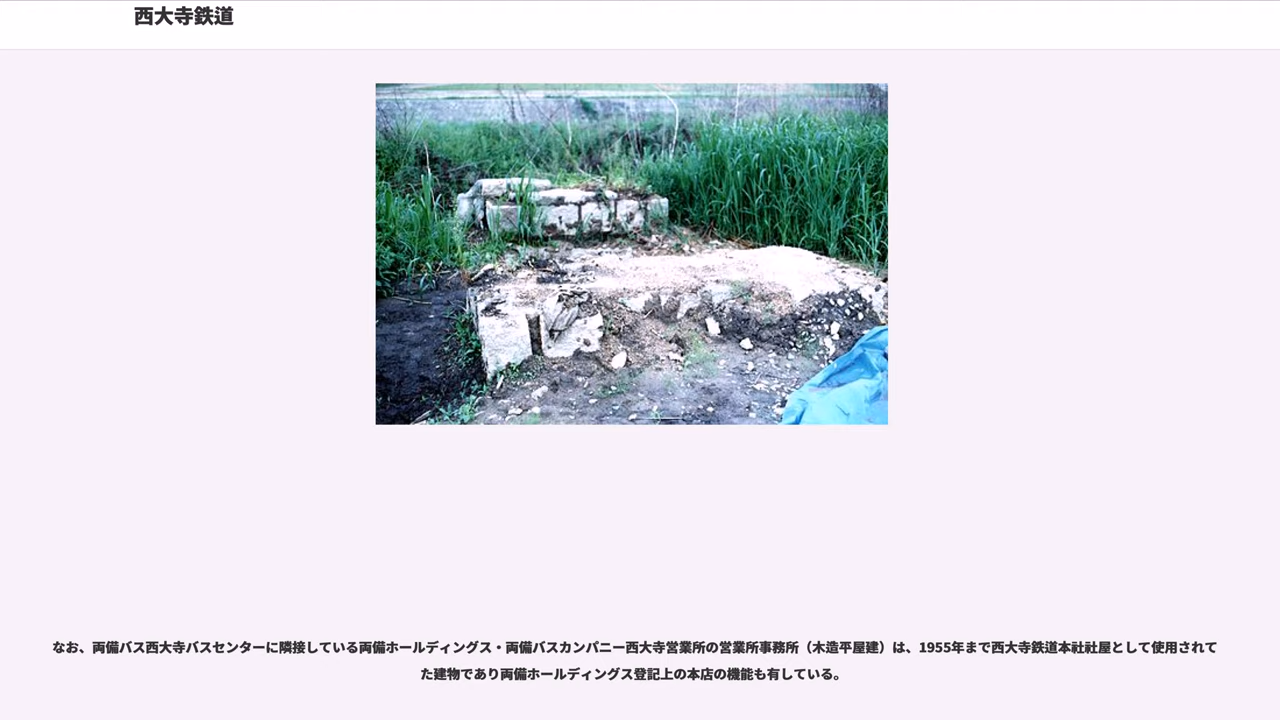 西大寺鉄道
なお、両備バス西大寺バスセンターに隣接している両備ホールディングス・両備バスカンパニー西大寺営業所の営業所事務所（木造平屋建）は、1955年まで西大寺鉄道本社社屋として使用されて
た建物であり両備ホールディングス登記上の本店の機能も有している。